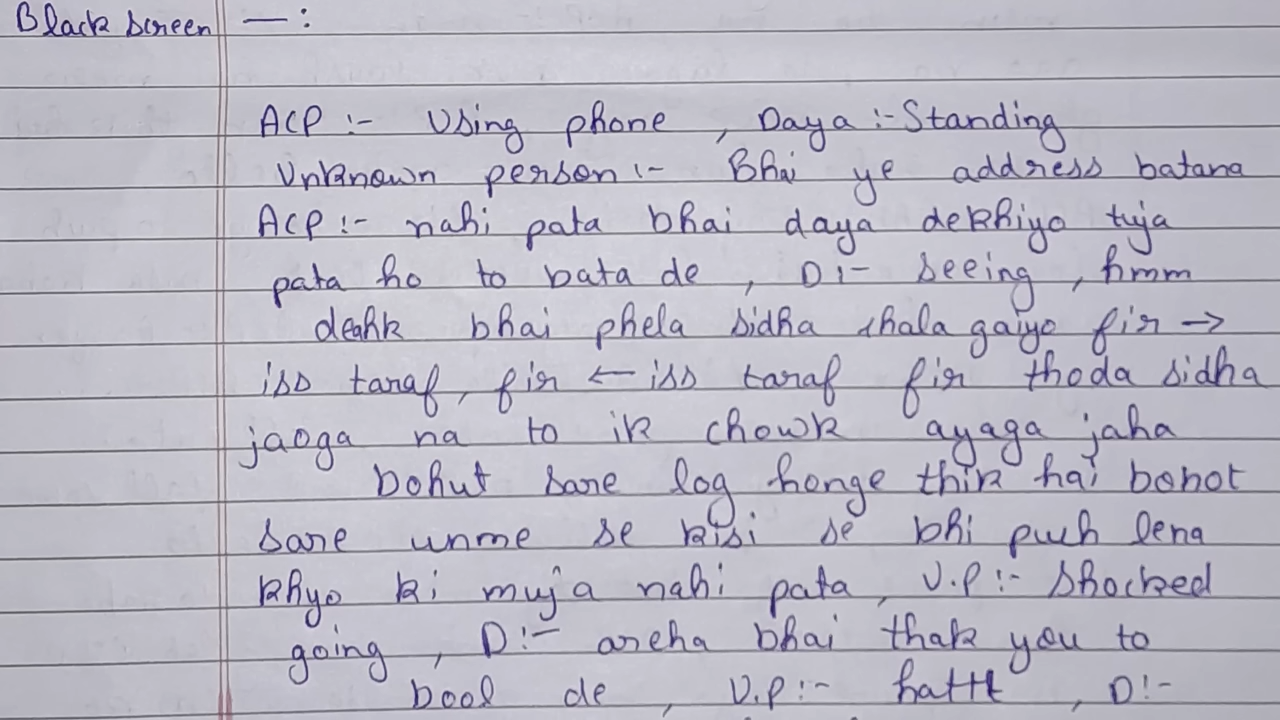 Black screen —:
ACP :- Using phone , Daya :- Standing
Unknown person :- Bhai ye address batana
ACP :- nahi pata bhai daya dekhiyo tuja
pata ho to bata de , D :- seeing , hmm
deahk bhai phela sidha chala gaiyo fir →
iss taraf, fir ← iss taraf fir thoda sidha
jaoga na to ik chowk ayaga jaha
bohut sare log honge thik hai bohot
sare unme se kisi se bhi puch lena
khyo ki muja nahi pata , U.P :- shocked
going , D :- areha bhai thak you to
bool de , U.P :- hattt , D :-